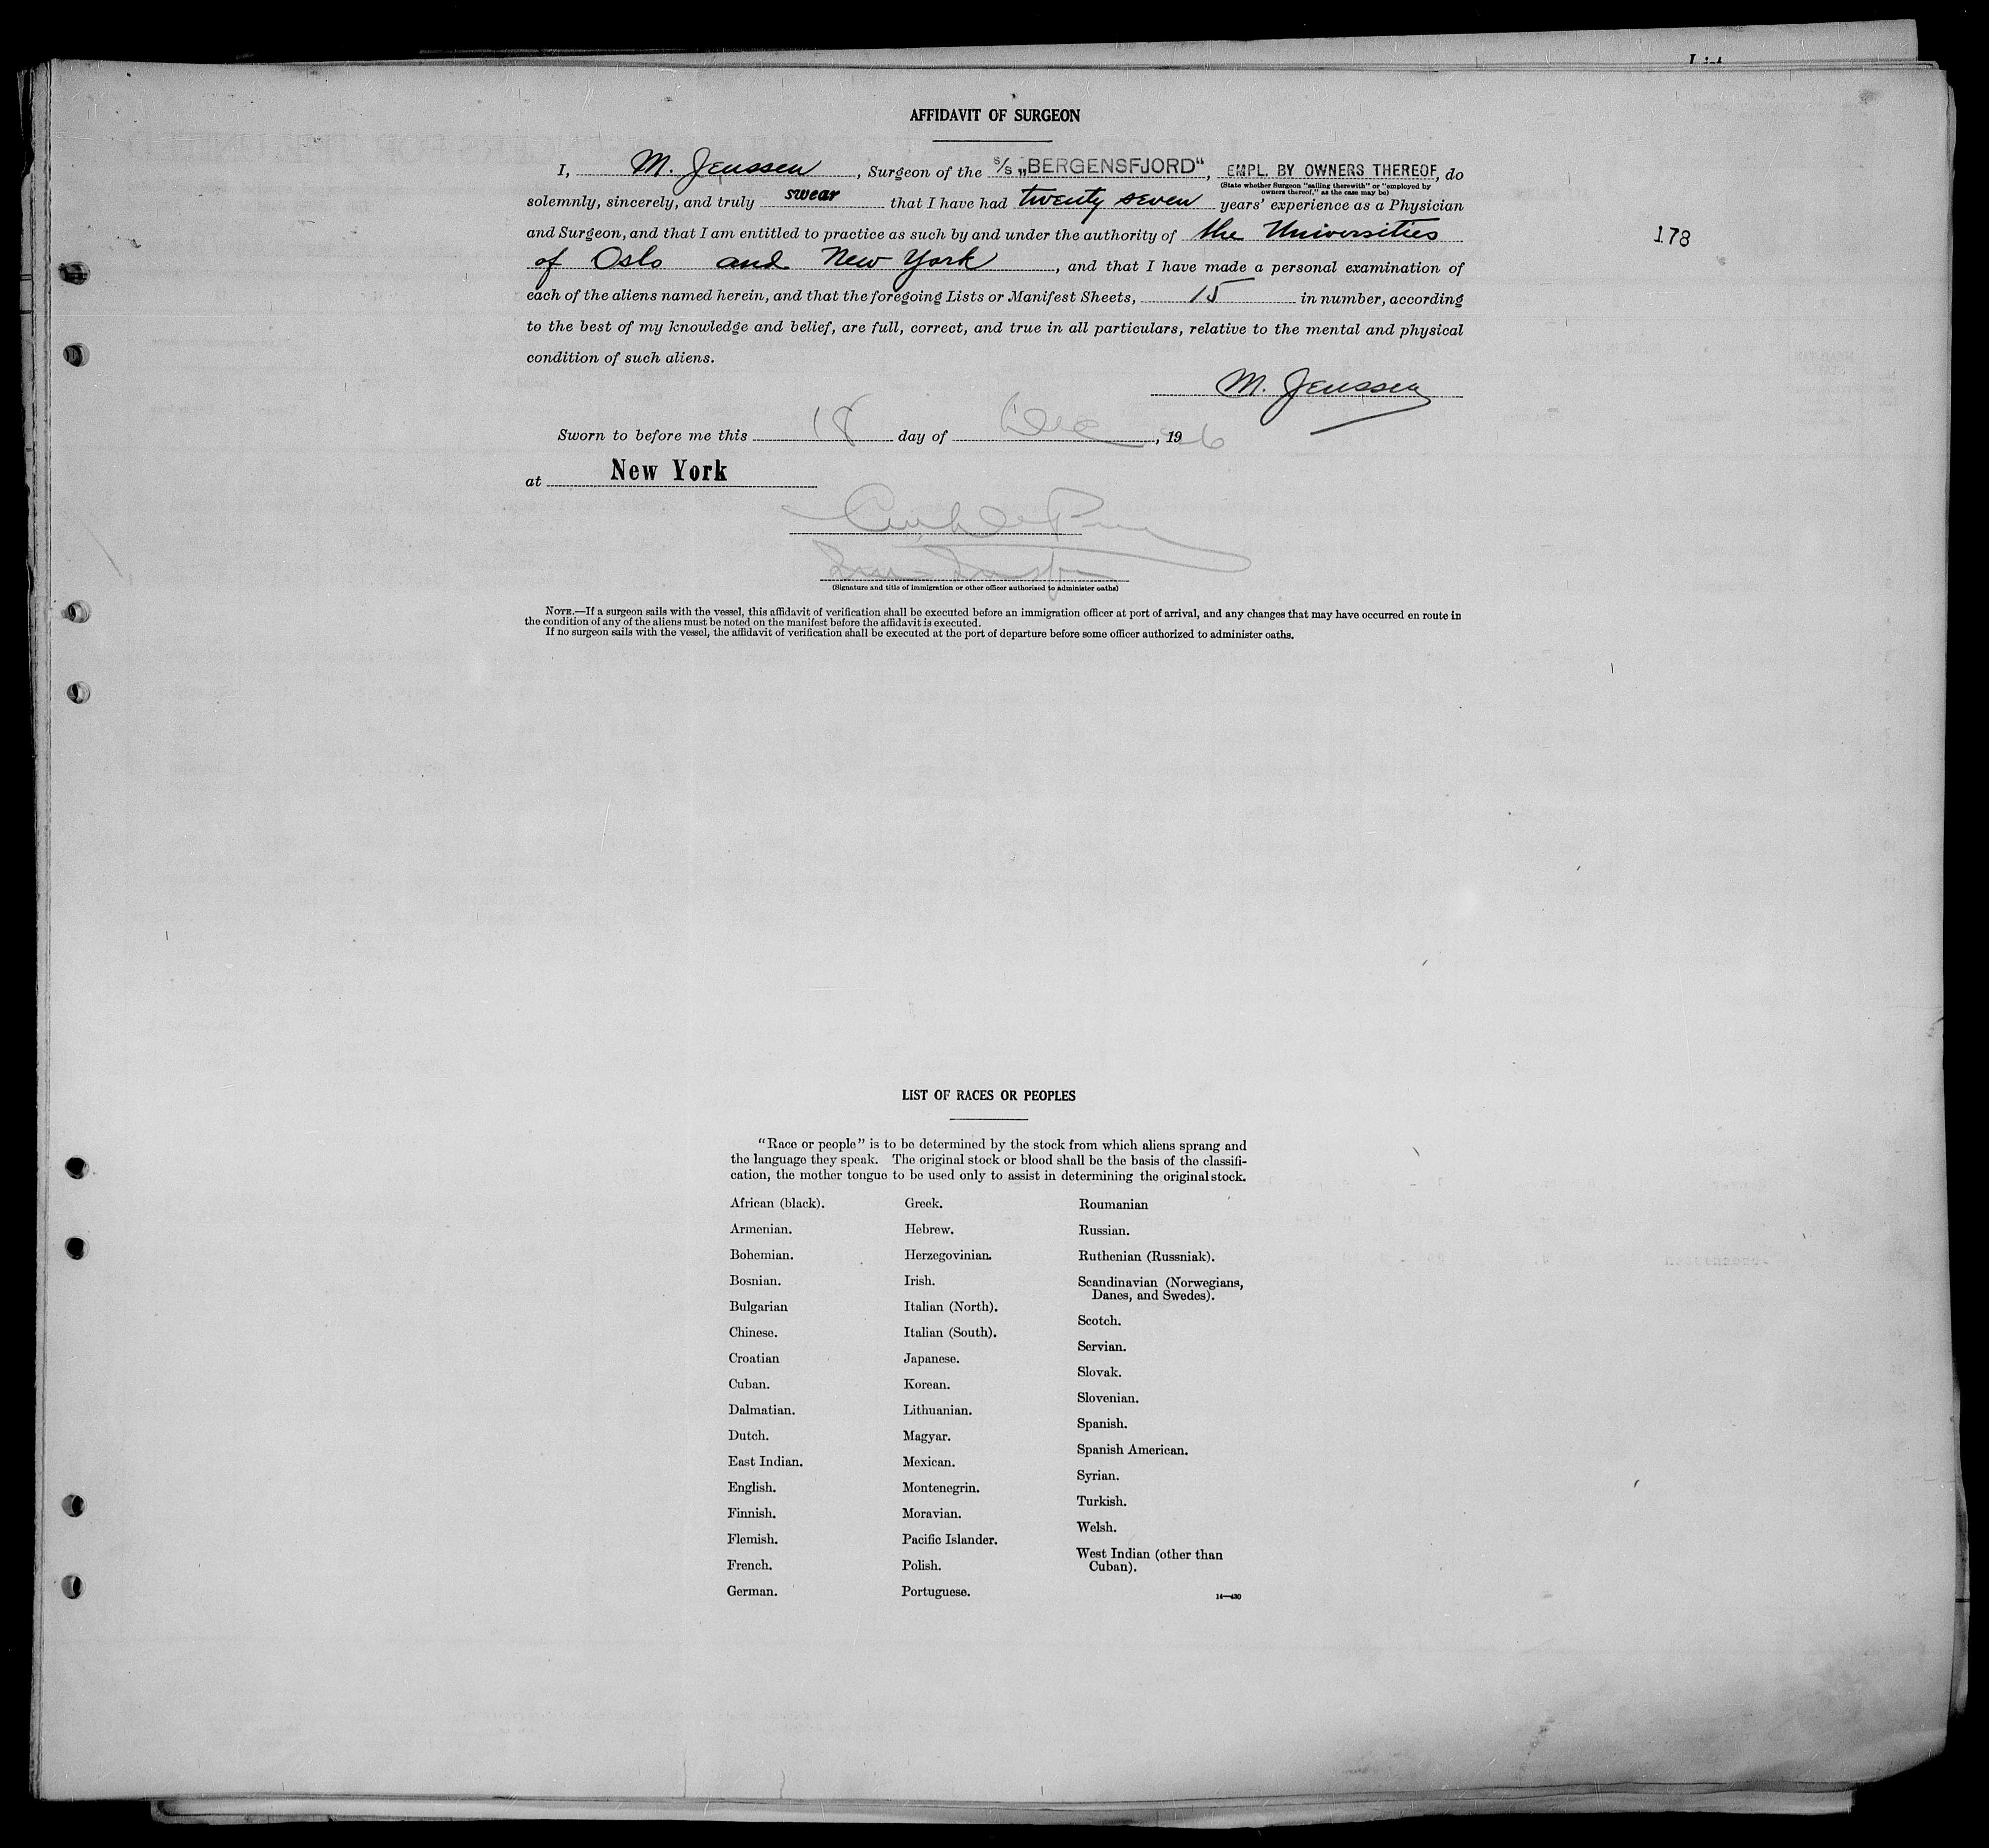 AFFIDAVIT OF SURGEON
I, M. Jenssen, Surgeon of the S/S „BERGENSFJORD“, EMPL. BY OWNERS THEREOF, do
(State whether Surgeon "sailing therewith" or "employed by
owners thereof," as the case may be)
solemnly, sincerely, and truly swear that I have had twenty seven years' experience as a Physician
and Surgeon, and that I am entitled to practice as such by and under the authority of the Universities
178
of Oslo and New York, and that I have made a personal examination of
each of the aliens named herein, and that the foregoing Lists or Manifest Sheets, 15 in number, according
to the best of my knowledge and belief, are full, correct, and true in all particulars, relative to the mental and physical
condition of such aliens.
M. Jenssen
Sworn to before me this 18 day of Dec, 1926
at New York
(Signature and title of immigration or other officer authorized to administer oaths)
NOTE.—If a surgeon sails with the vessel, this affidavit of verification shall be executed before an immigration officer at port of arrival, and any changes that may have occurred en route in
the condition of any of the aliens must be noted on the manifest before the affidavit is executed.
If no surgeon sails with the vessel, the affidavit of verification shall be executed at the port of departure before some officer authorized to administer oaths.
LIST OF RACES OR PEOPLES
"Race or people" is to be determined by the stock from which aliens sprang and
the language they speak. The original stock or blood shall be the basis of the classifi-
cation, the mother tongue to be used only to assist in determining the original stock.
African (black).
Armenian.
Bohemian.
Bosnian.
Bulgarian
Chinese.
Croatian
Cuban.
Dalmatian.
Dutch.
East Indian.
English.
Finnish.
Flemish.
French.
German.
Greek.
Hebrew.
Herzegovinian.
Irish.
Italian (North).
Italian (South).
Japanese.
Korean.
Lithuanian.
Magyar.
Mexican.
Montenegrin.
Moravian.
Pacific Islander.
Polish.
Portuguese.
Roumanian
Russian.
Ruthenian (Russniak).
Scandinavian (Norwegians,
Danes, and Swedes).
Scotch.
Servian.
Slovak.
Slovenian.
Spanish.
Spanish American.
Syrian.
Turkish.
Welsh.
West Indian (other than
Cuban).
14—430